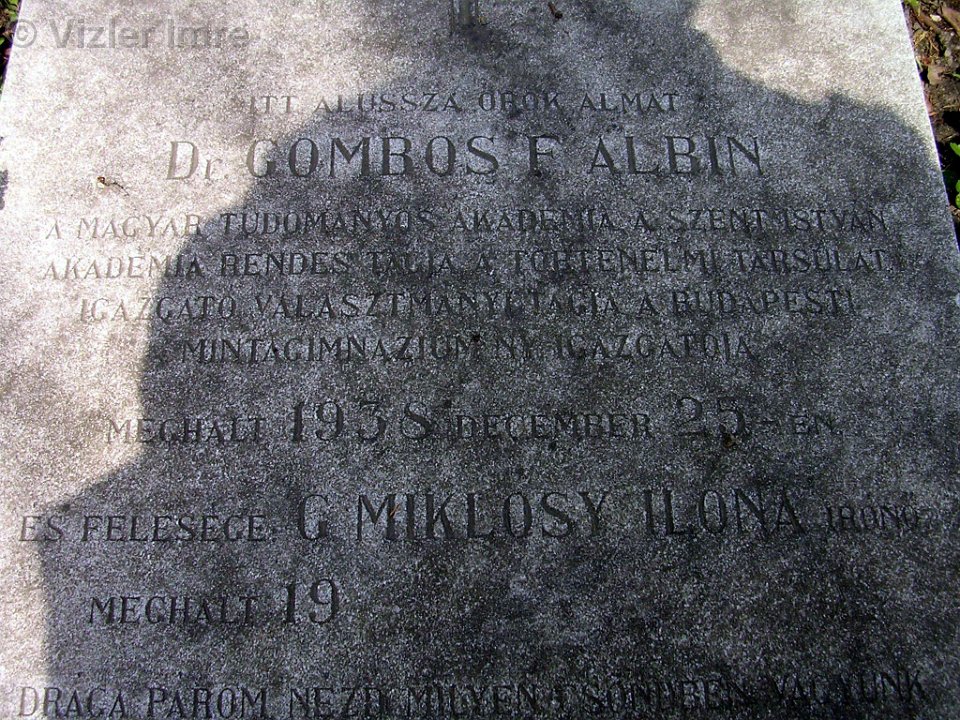 © Vizler Imre
ITT ALUSSZA ÖRÖK ÁLMÁT
Dr. GOMBOS F. ALBIN
A MAGYAR TUDOMÁNYOS AKADÉMIA A SZENT ISTVÁN
AKADÉMIA RENDES TAGJA A TÖRTÉNELMI TÁRSULAT
IGAZGATÓ VÁLASZTMÁNYI TAGJA A BUDAPESTI
MINTAGIMNÁZIUM NY. IGAZGATÓJA
MEGHALT 1938 DECEMBER 25-ÉN.
ÉS FELESÉGE: G. MIKLÓSY ILONA ÍRÓNŐ
MEGHALT 19
DRÁGA PÁROM, NÉZD MILYEN CSÖNDBEN VAGYUNK